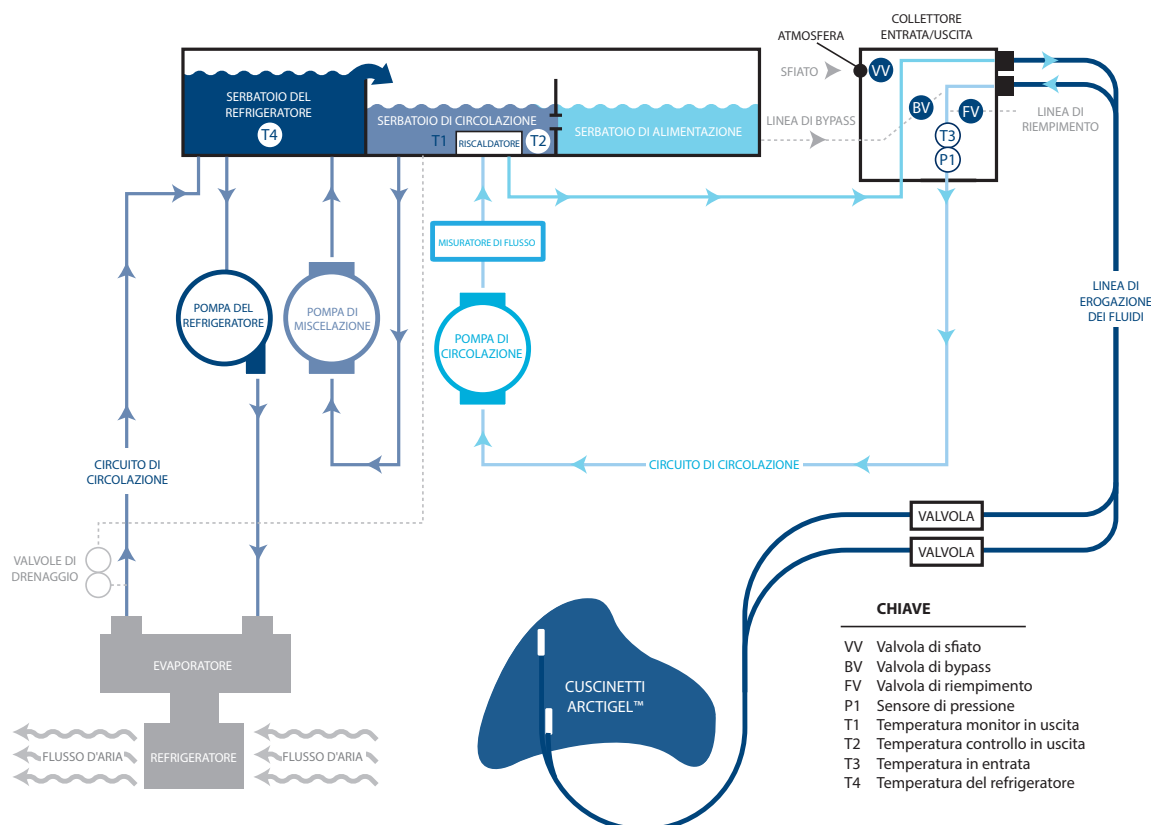 COLLETTORE
ENTRATA/USCITA
ATMOSFERA
SFIATO
VV
SERBATOIO DEL
REFRIGERATORE
T4
SERBATOIO DI CIRCOLAZIONE
T1
RISCALDATORE
T2
SERBATOIO DI ALIMENTAZIONE
LINEA DI BYPASS
BV
FV
T3
P1
LINEA DI
RIEMPIMENTO
MISURATORE DI FLUSSO
POMPA DEL
REFRIGERATORE
POMPA DI
MISCELAZIONE
POMPA DI
CIRCOLAZIONE
LINEA DI
EROGAZIONE
DEI FLUIDI
CIRCUITO DI
CIRCOLAZIONE
CIRCUITO DI CIRCOLAZIONE
VALVOLA
VALVOLA
VALVOLE DI
DRENAGGIO
EVAPORATORE
FLUSSO D'ARIA
REFRIGERATORE
FLUSSO D'ARIA
CUSCINETTI
ARCTIGEL™
CHIAVE
VV Valvola di sfiato
BV Valvola di bypass
FV Valvola di riempimento
P1 Sensore di pressione
T1 Temperatura monitor in uscita
T2 Temperatura controllo in uscita
T3 Temperatura in entrata
T4 Temperatura del refrigeratore